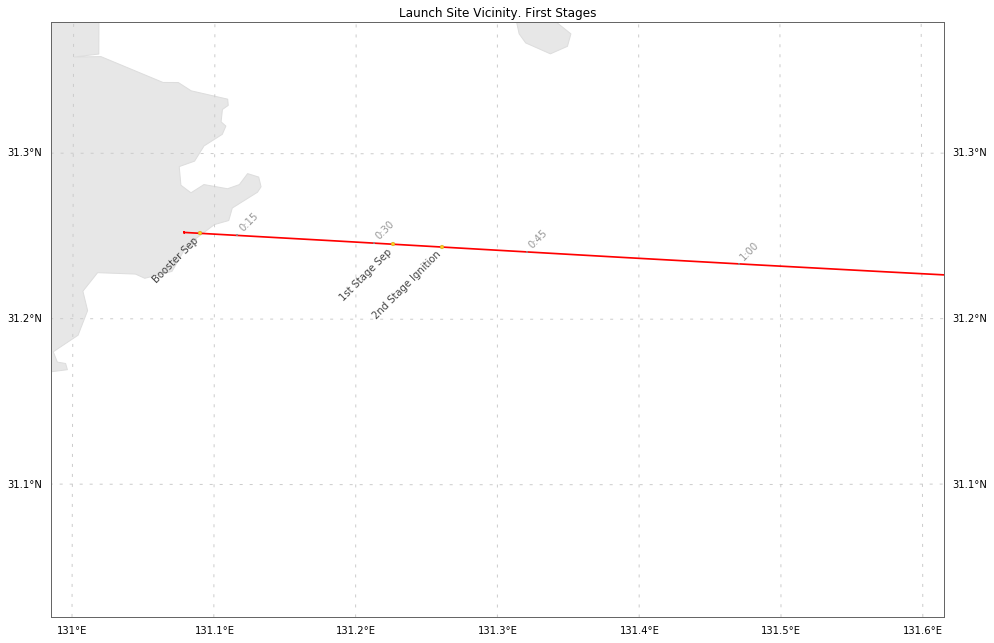 Launch Site Vicinity. First Stages
31.3°N
31.3°N
0:15
0:30
0:45
1:00
Booster Sep
1st Stage Sep
2nd Stage Ignition
31.2°N
31.2°N
31.1°N
31.1°N
131°E
131.1°E
131.2°E
131.3°E
131.4°E
131.5°E
131.6°E